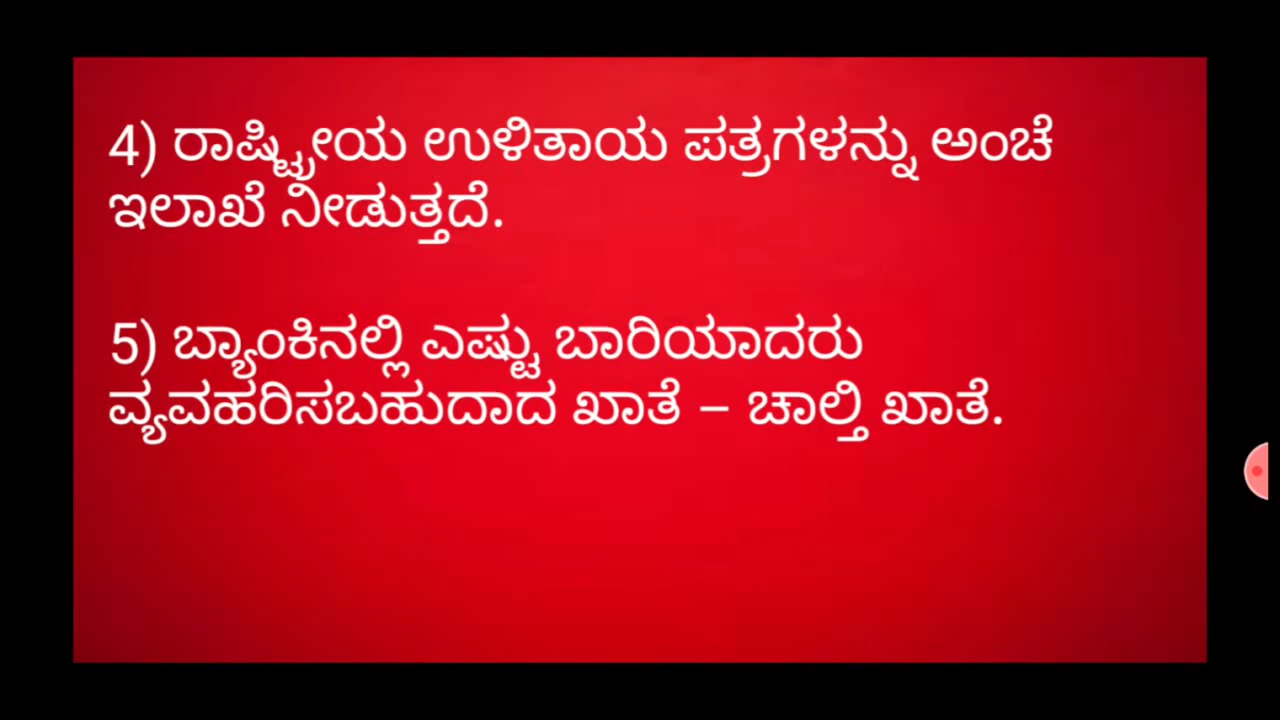 4) ರಾಷ್ಟ್ರೀಯ ಉಳಿತಾಯ ಪತ್ರಗಳನ್ನು ಅಂಚೆ
ಇಲಾಖೆ ನೀಡುತ್ತದೆ.
5) ಬ್ಯಾಂಕಿನಲ್ಲಿ ಎಷ್ಟು ಬಾರಿಯಾದರು
ವ್ಯವಹರಿಸಬಹುದಾದ ಖಾತೆ – ಚಾಲ್ತಿ ಖಾತೆ.